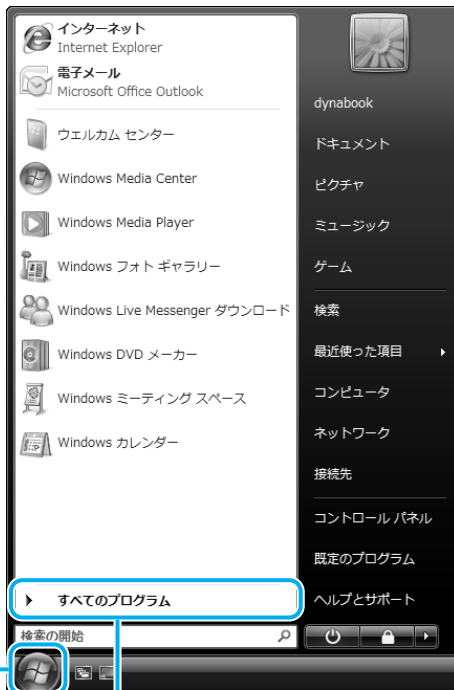 インターネット
Internet Explorer
電子メール
Microsoft Office Outlook
ウェルカム センター
Windows Media Center
Windows Media Player
Windows フォト ギャラリー
Windows Live Messenger ダウンロード
Windows DVD メーカー
Windows ミーティング スペース
Windows カレンダー
すべてのプログラム
検索の開始
dynabook
ドキュメント
ピクチャ
ミュージック
ゲーム
検索
最近使った項目
コンピュータ
ネットワーク
接続先
コントロール パネル
既定のプログラム
ヘルプとサポート